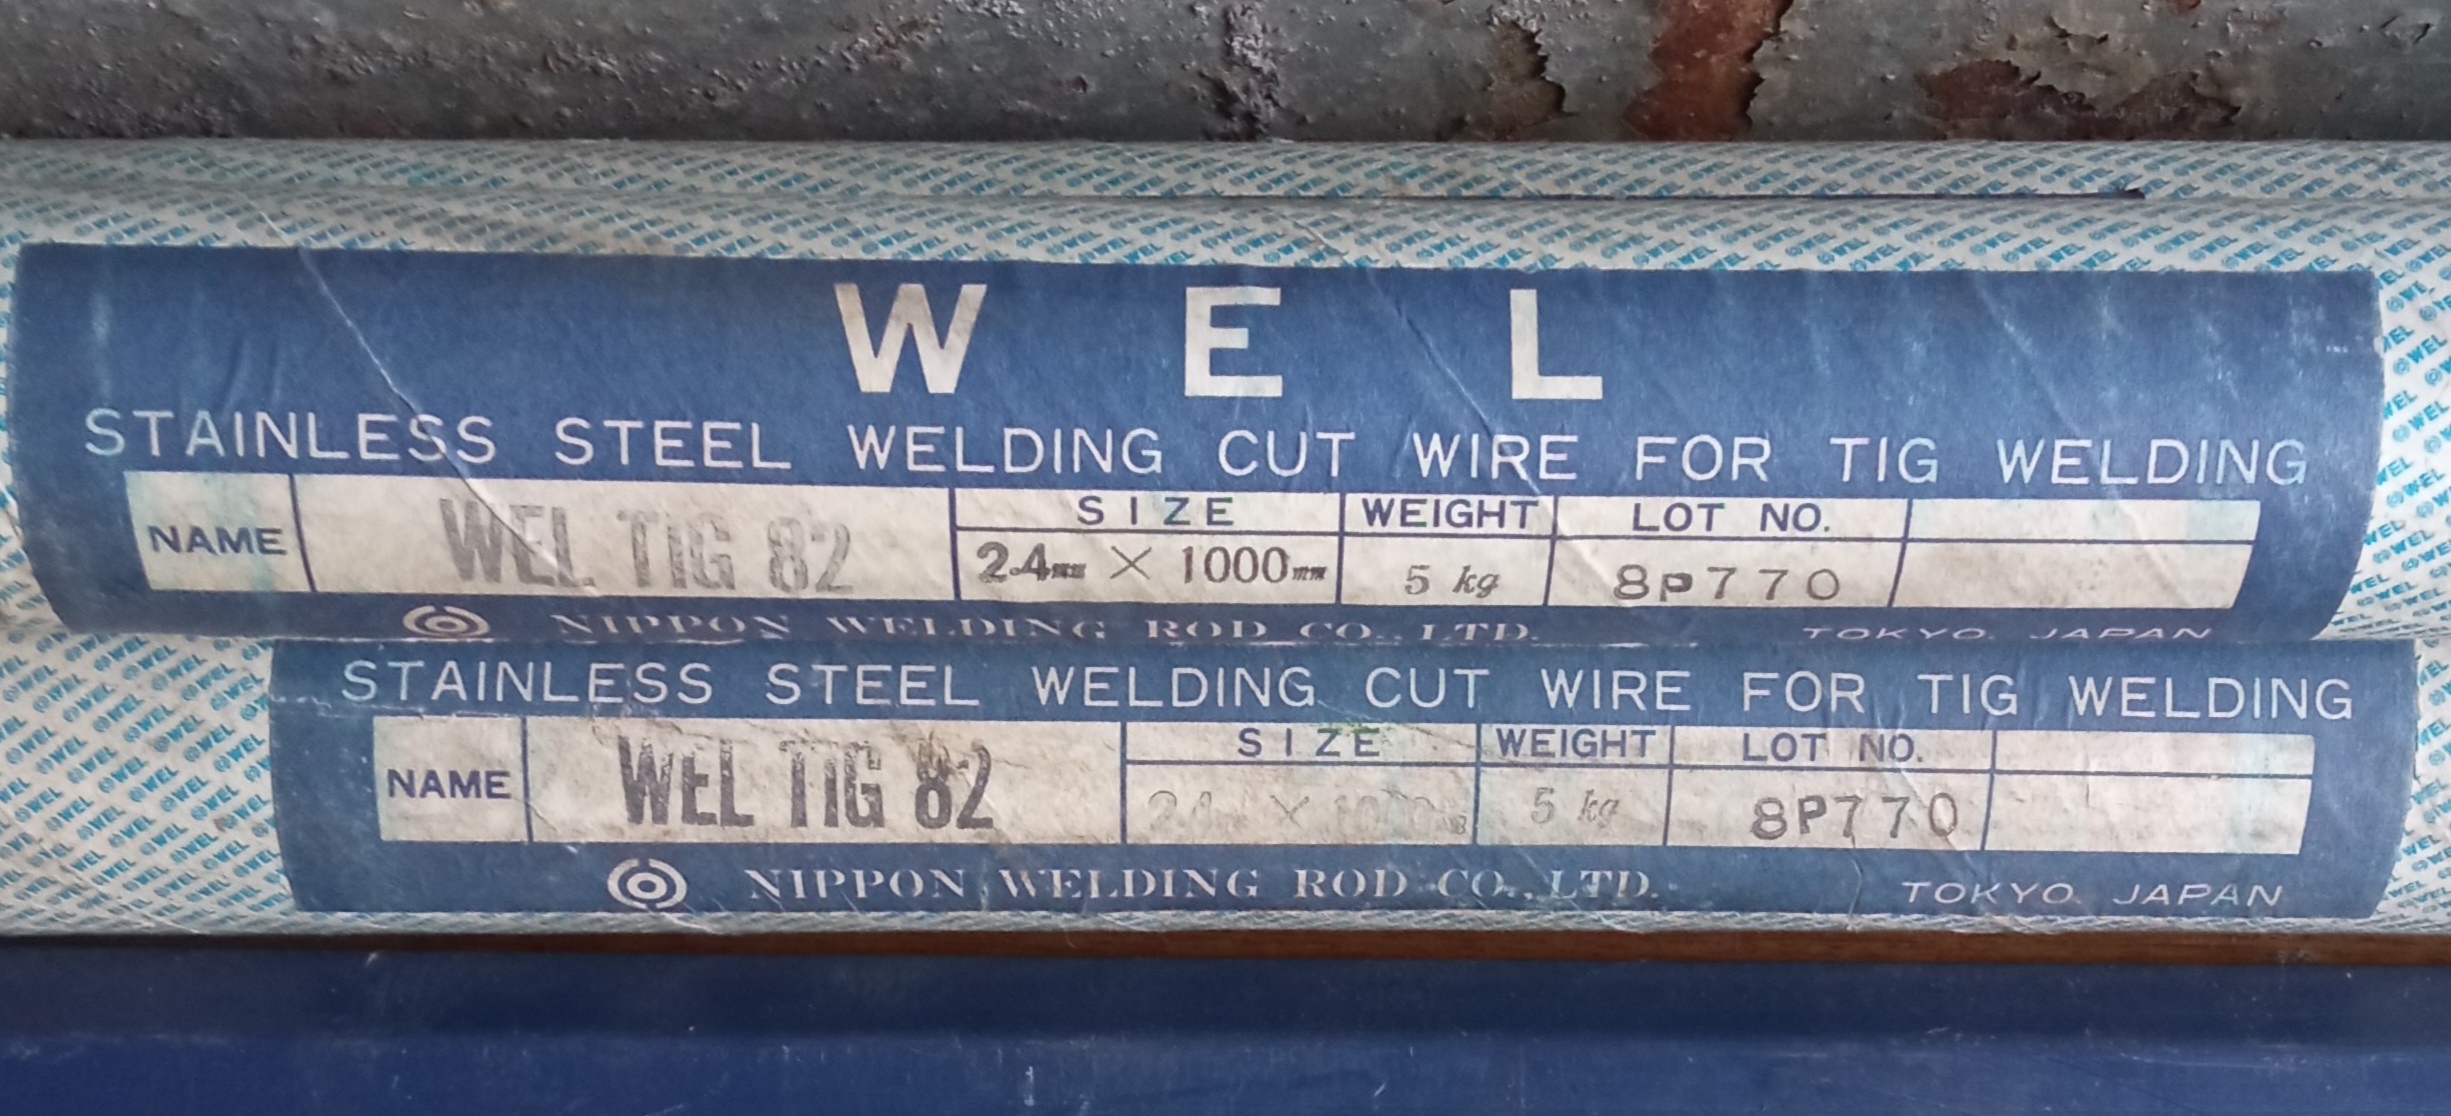 W E L
STAINLESS STEEL WELDING CUT WIRE FOR TIG WELDING
NAME WEL TIG 82 SIZE WEIGHT LOT NO.
2.4mm × 1000mm 5 kg 8P770
NIPPON WELDING ROD CO., LTD. TOKYO, JAPAN
STAINLESS STEEL WELDING CUT WIRE FOR TIG WELDING
NAME WEL TIG 82 SIZE WEIGHT LOT NO.
5 kg 8P770
NIPPON WELDING ROD CO., LTD. TOKYO, JAPAN